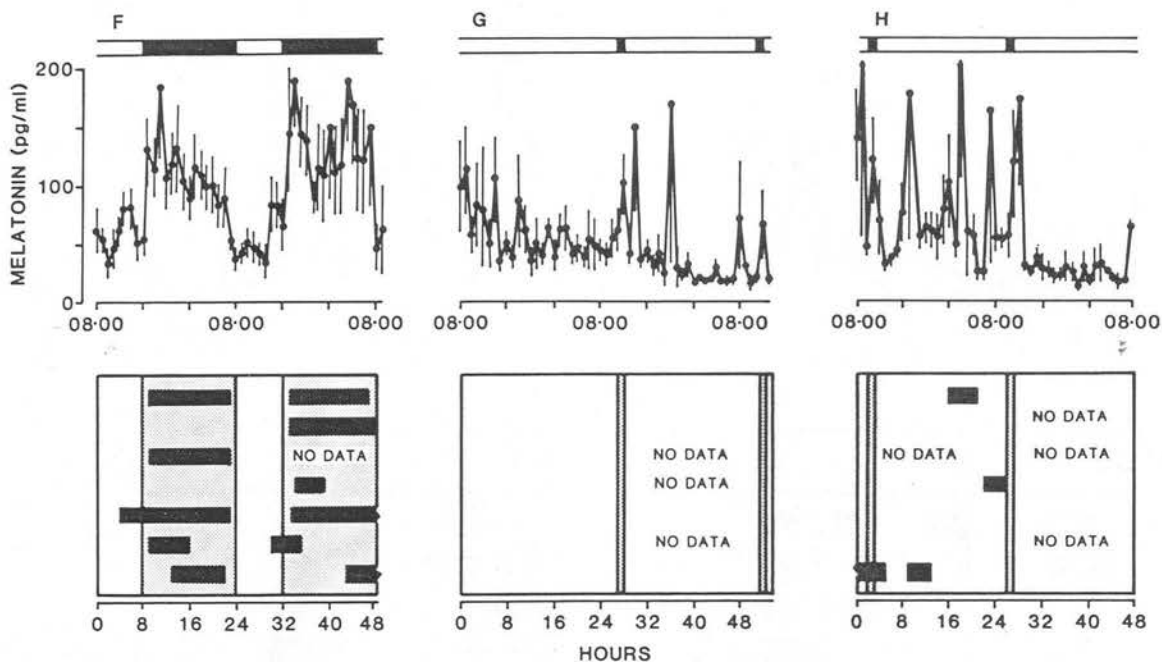 F G H
MELATONIN (pg/ml)
200
100
0
08·00 08·00 08·00 08·00 08·00 08·00 08·00 08·00
NO DATA
NO DATA NO DATA NO DATA NO DATA
NO DATA
NO DATA NO DATA
0 8 16 24 32 40 48 0 8 16 24 32 40 48 0 8 16 24 32 40 48
HOURS